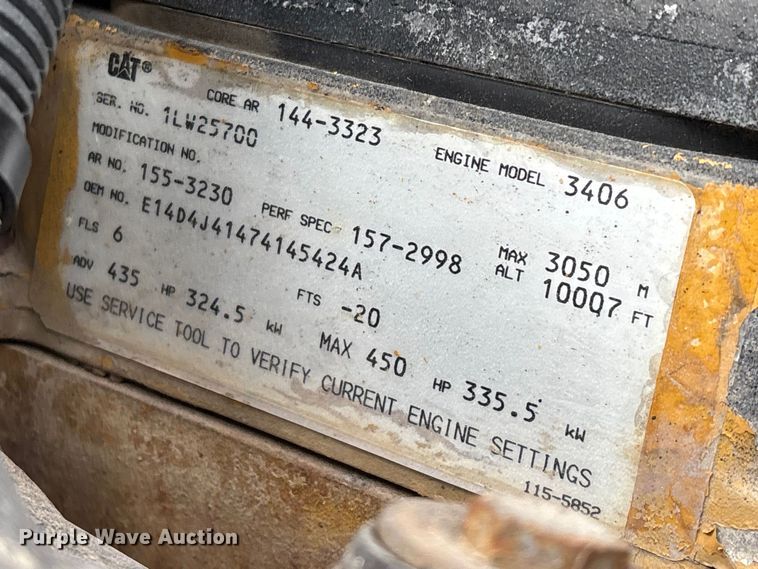 CAT®
SER. NO. 1LW25700 CORE AR 144-3323 ENGINE MODEL 3406
MODIFICATION NO.
AR NO. 155-3230 PERF SPEC 157-2998 MAX ALT 3050 M 10007 FT
OEM NO. E14D4J41474145424A
FLS 6 FTS -20
ADV 435 HP 324.5 kW MAX 450 HP 335.5 kW
USE SERVICE TOOL TO VERIFY CURRENT ENGINE SETTINGS
115-5852
Purple Wave Auction